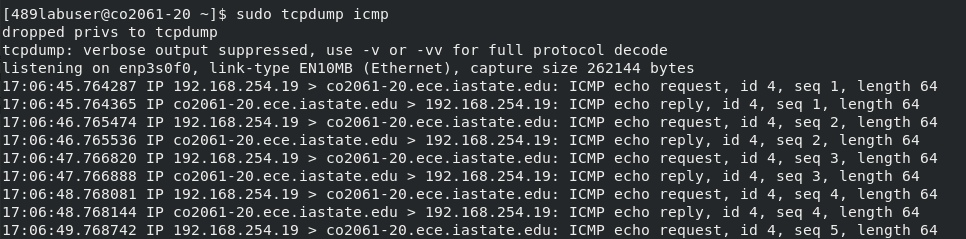 [489labuser@co2061-20 ~]$ sudo tcpdump icmp
dropped privs to tcpdump
tcpdump: verbose output suppressed, use -v or -vv for full protocol decode
listening on enp3s0f0, link-type EN10MB (Ethernet), capture size 262144 bytes
17:06:45.764287 IP 192.168.254.19 > co2061-20.ece.iastate.edu: ICMP echo request, id 4, seq 1, length 64
17:06:45.764365 IP co2061-20.ece.iastate.edu > 192.168.254.19: ICMP echo reply, id 4, seq 1, length 64
17:06:46.765474 IP 192.168.254.19 > co2061-20.ece.iastate.edu: ICMP echo request, id 4, seq 2, length 64
17:06:46.765536 IP co2061-20.ece.iastate.edu > 192.168.254.19: ICMP echo reply, id 4, seq 2, length 64
17:06:47.766820 IP 192.168.254.19 > co2061-20.ece.iastate.edu: ICMP echo request, id 4, seq 3, length 64
17:06:47.766888 IP co2061-20.ece.iastate.edu > 192.168.254.19: ICMP echo reply, id 4, seq 3, length 64
17:06:48.768081 IP 192.168.254.19 > co2061-20.ece.iastate.edu: ICMP echo request, id 4, seq 4, length 64
17:06:48.768144 IP co2061-20.ece.iastate.edu > 192.168.254.19: ICMP echo reply, id 4, seq 4, length 64
17:06:49.768742 IP 192.168.254.19 > co2061-20.ece.iastate.edu: ICMP echo request, id 4, seq 5, length 64